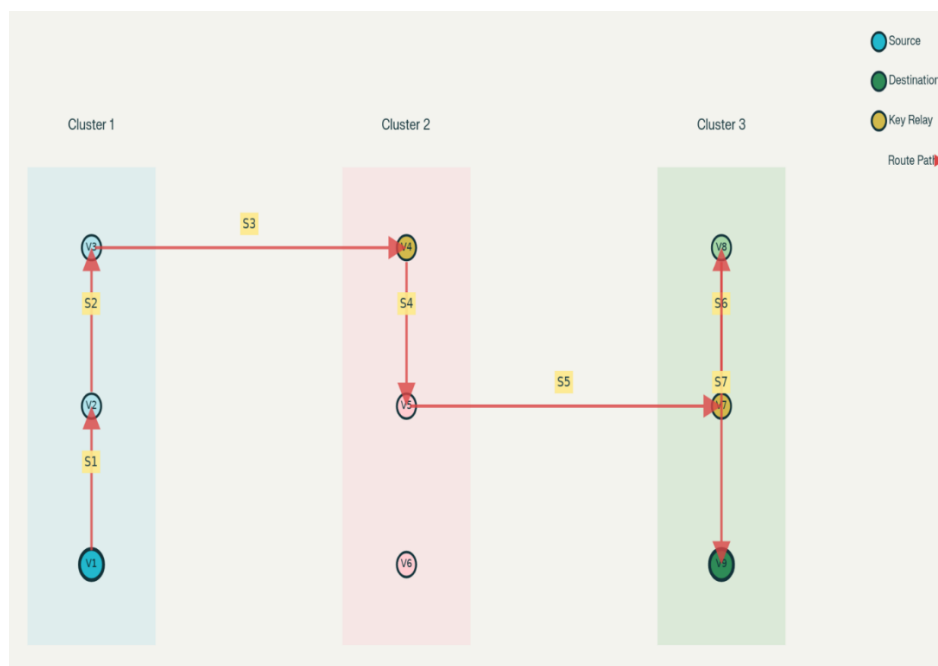 Source
Destination
Key Relay
Route Path
Cluster 1
Cluster 2
Cluster 3
S3
V3
V4
V8
S2
S4
S6
S5
S7
V2
V5
V7
S1
V1
V6
V9